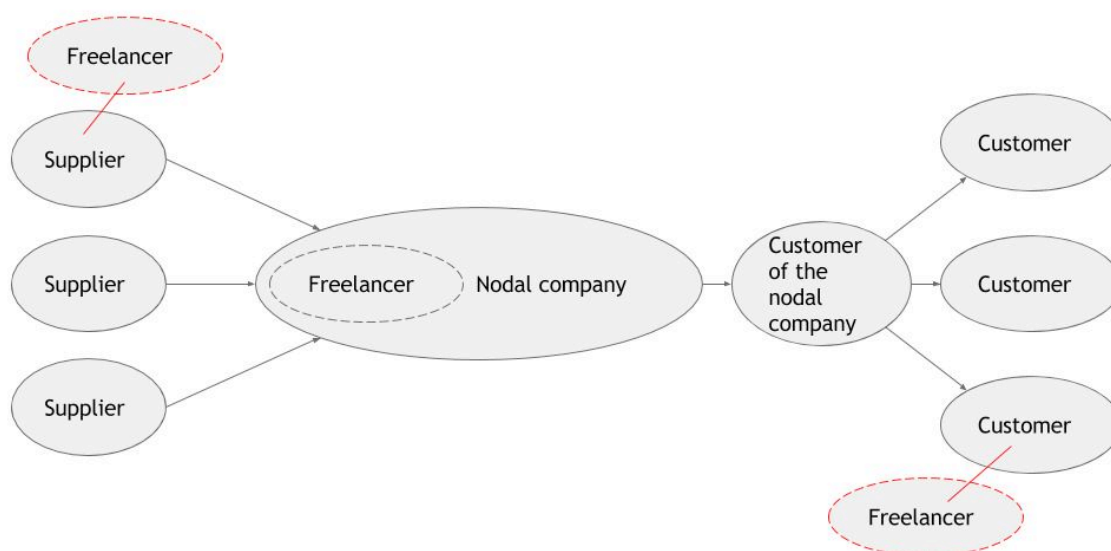 Freelancer
Supplier
Supplier
Supplier
Freelancer
Nodal company
Customer
of the
nodal
company
Customer
Customer
Customer
Freelancer